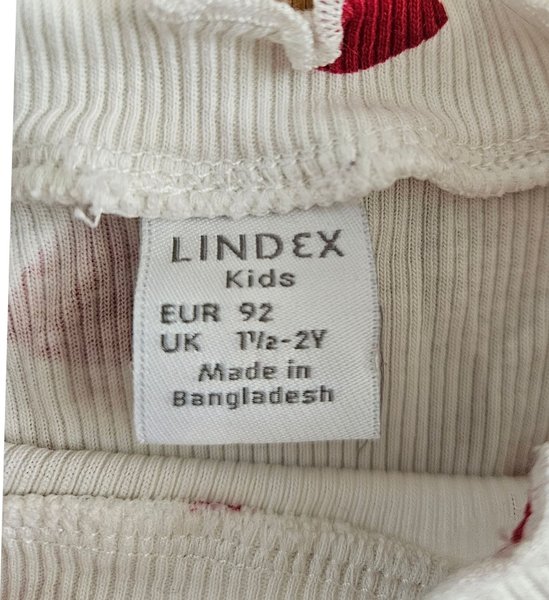 LINDEX
Kids
EUR 92
UK 1½-2Y
Made in
Bangladesh